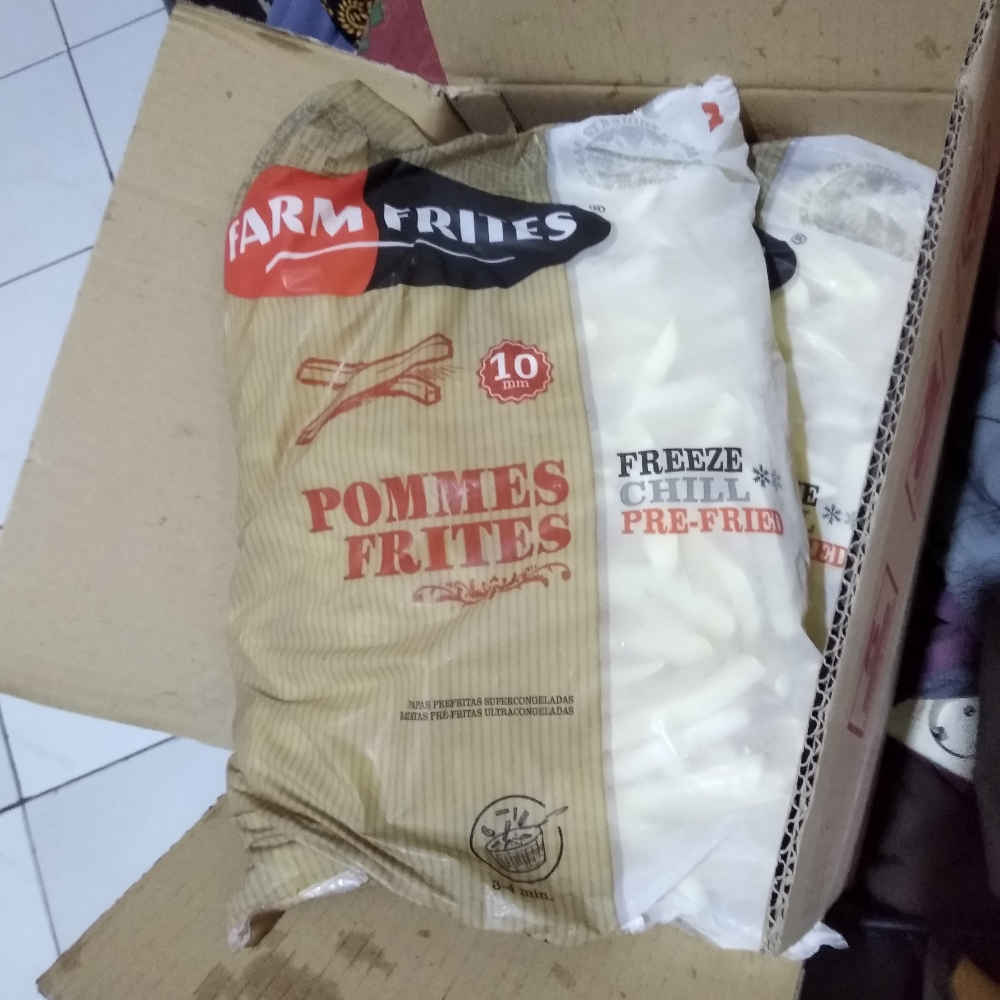 FARM FRITES ®
10
mm
POMMES
FRITES
FREEZE
CHILL
PRE-FRIED
PAPAS PREFRITAS SUPERCONGELADAS
BATATAS PRÉ-FRITAS ULTRACONGELADAS
3-4 min.
®